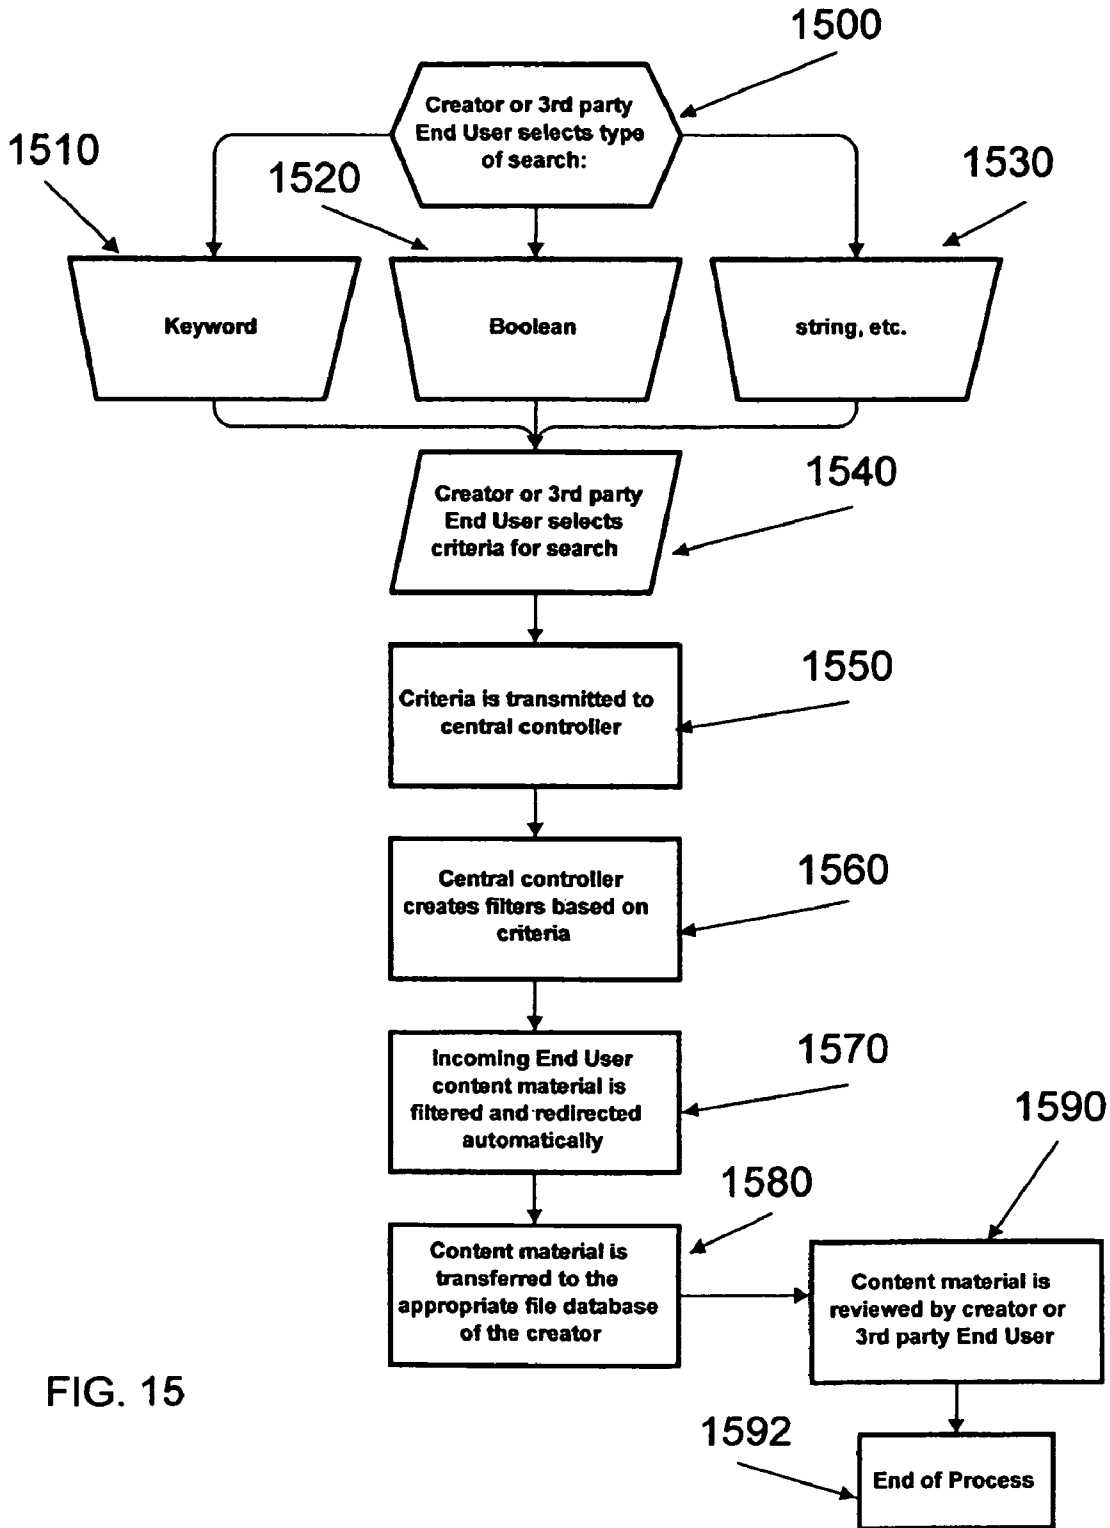 1500
Creator or 3rd party
End User selects type
of search:
1510
1520
1530
Keyword
Boolean
string, etc.
1540
Creator or 3rd party
End User selects
criteria for search
1550
Criteria is transmitted to
central controller
1560
Central controller
creates filters based on
criteria
1570
Incoming End User
content material is
filtered and redirected
automatically
1580
Content material is
transferred to the
appropriate file database
of the creator
1590
Content material is
reviewed by creator or
3rd party End User
1592
End of Process
FIG. 15